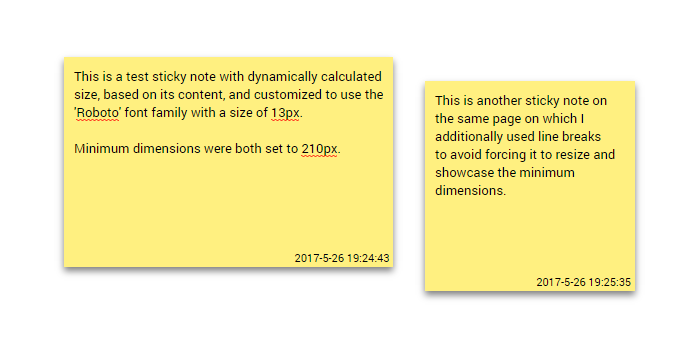 This is a test sticky note with dynamically calculated
size, based on its content, and customized to use the
'Roboto' font family with a size of 13px.
Minimum dimensions were both set to 210px.
2017-5-26 19:24:43
This is another sticky note on
the same page on which I
additionally used line breaks
to avoid forcing it to resize and
showcase the minimum
dimensions.
2017-5-26 19:25:35